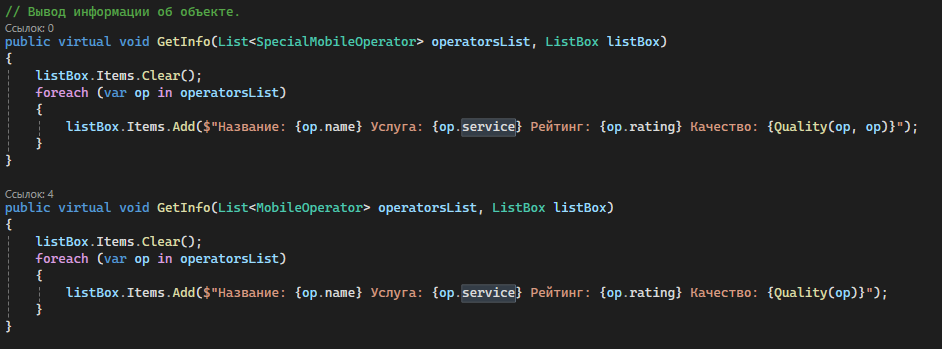 // Вывод информации об объекте.
Ссылок: 0
public virtual void GetInfo(List<SpecialMobileOperator> operatorsList, ListBox listBox)
{
listBox.Items.Clear();
foreach (var op in operatorsList)
{
listBox.Items.Add($"Название: {op.name} Услуга: {op.service} Рейтинг: {op.rating} Качество: {Quality(op, op)}");
}
}
Ссылок: 4
public virtual void GetInfo(List<MobileOperator> operatorsList, ListBox listBox)
{
listBox.Items.Clear();
foreach (var op in operatorsList)
{
listBox.Items.Add($"Название: {op.name} Услуга: {op.service} Рейтинг: {op.rating} Качество: {Quality(op)}");
}
}